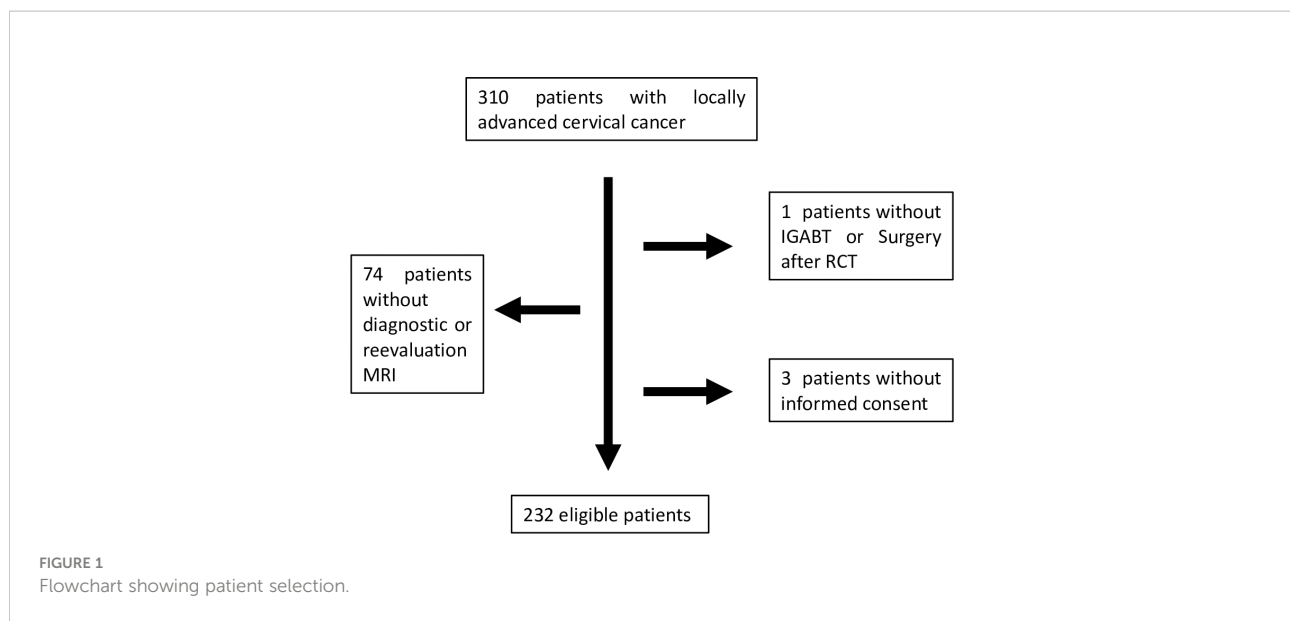 310 patients with locally
advanced cervical cancer
1 patients without
IGABT or Surgery
after RCT
74 patients
without
diagnostic or
reevaluation
MRI
3 patients without
informed consent
232 eligible patients
FIGURE 1
Flowchart showing patient selection.